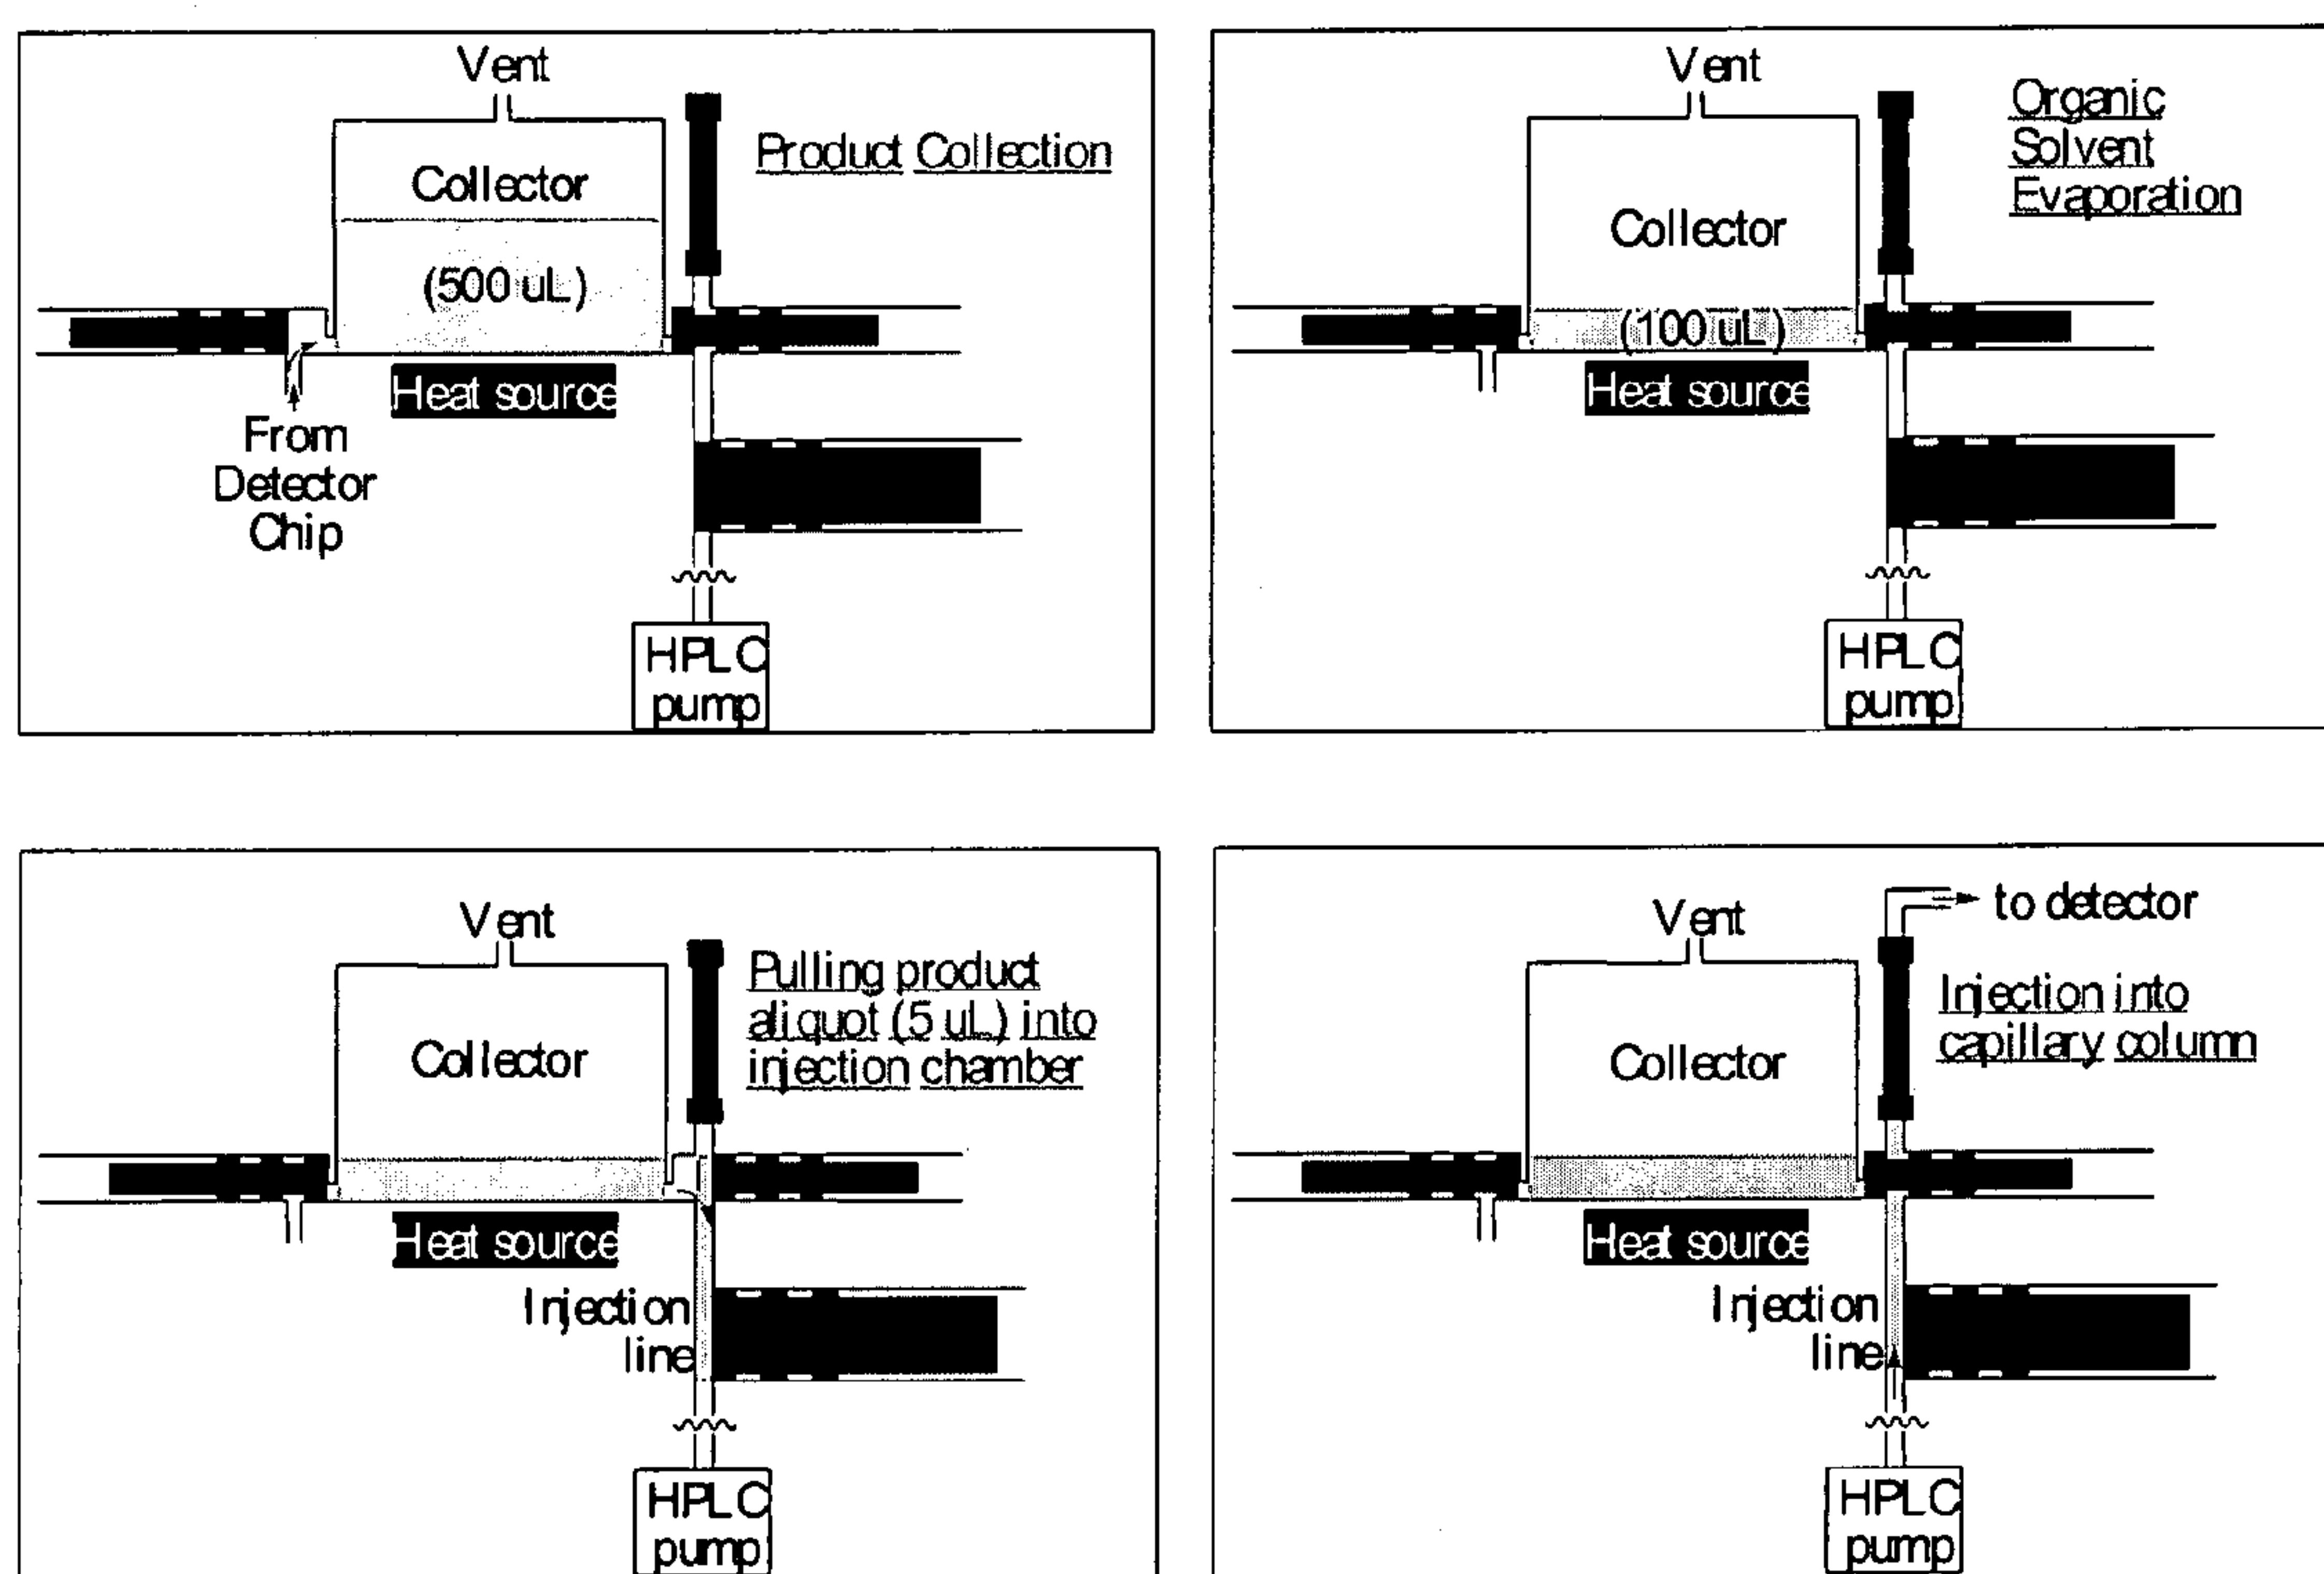 Vent
Product Collection
Collector
(500 uL)
Heat source
From
Detector
Chip
HPLC
pump
Vent
Organic
Solvent
Evaporation
Collector
(100 uL)
Heat source
HPLC
pump
Vent
Pulling product
aliquot (5 uL) into
injection chamber
Collector
Heat source
Injection
line
HPLC
pump
to detector
Vent
Injection into
capillary column
Collector
Heat source
Injection
line
HPLC
pump